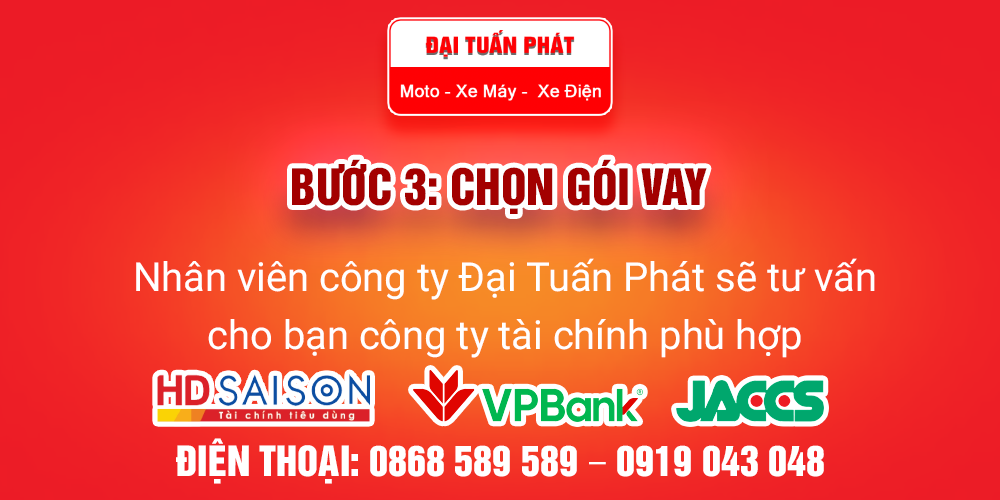 ĐẠI TUẤN PHÁT
Moto - Xe Máy - Xe Điện
BƯỚC 3: CHỌN GÓI VAY
Nhân viên công ty Đại Tuấn Phát sẽ tư vấn
cho bạn công ty tài chính phù hợp
HDSAISON
Tài chính tiêu dùng
VPBank®
JACCS
ĐIỆN THOẠI: 0868 589 589 – 0919 043 048